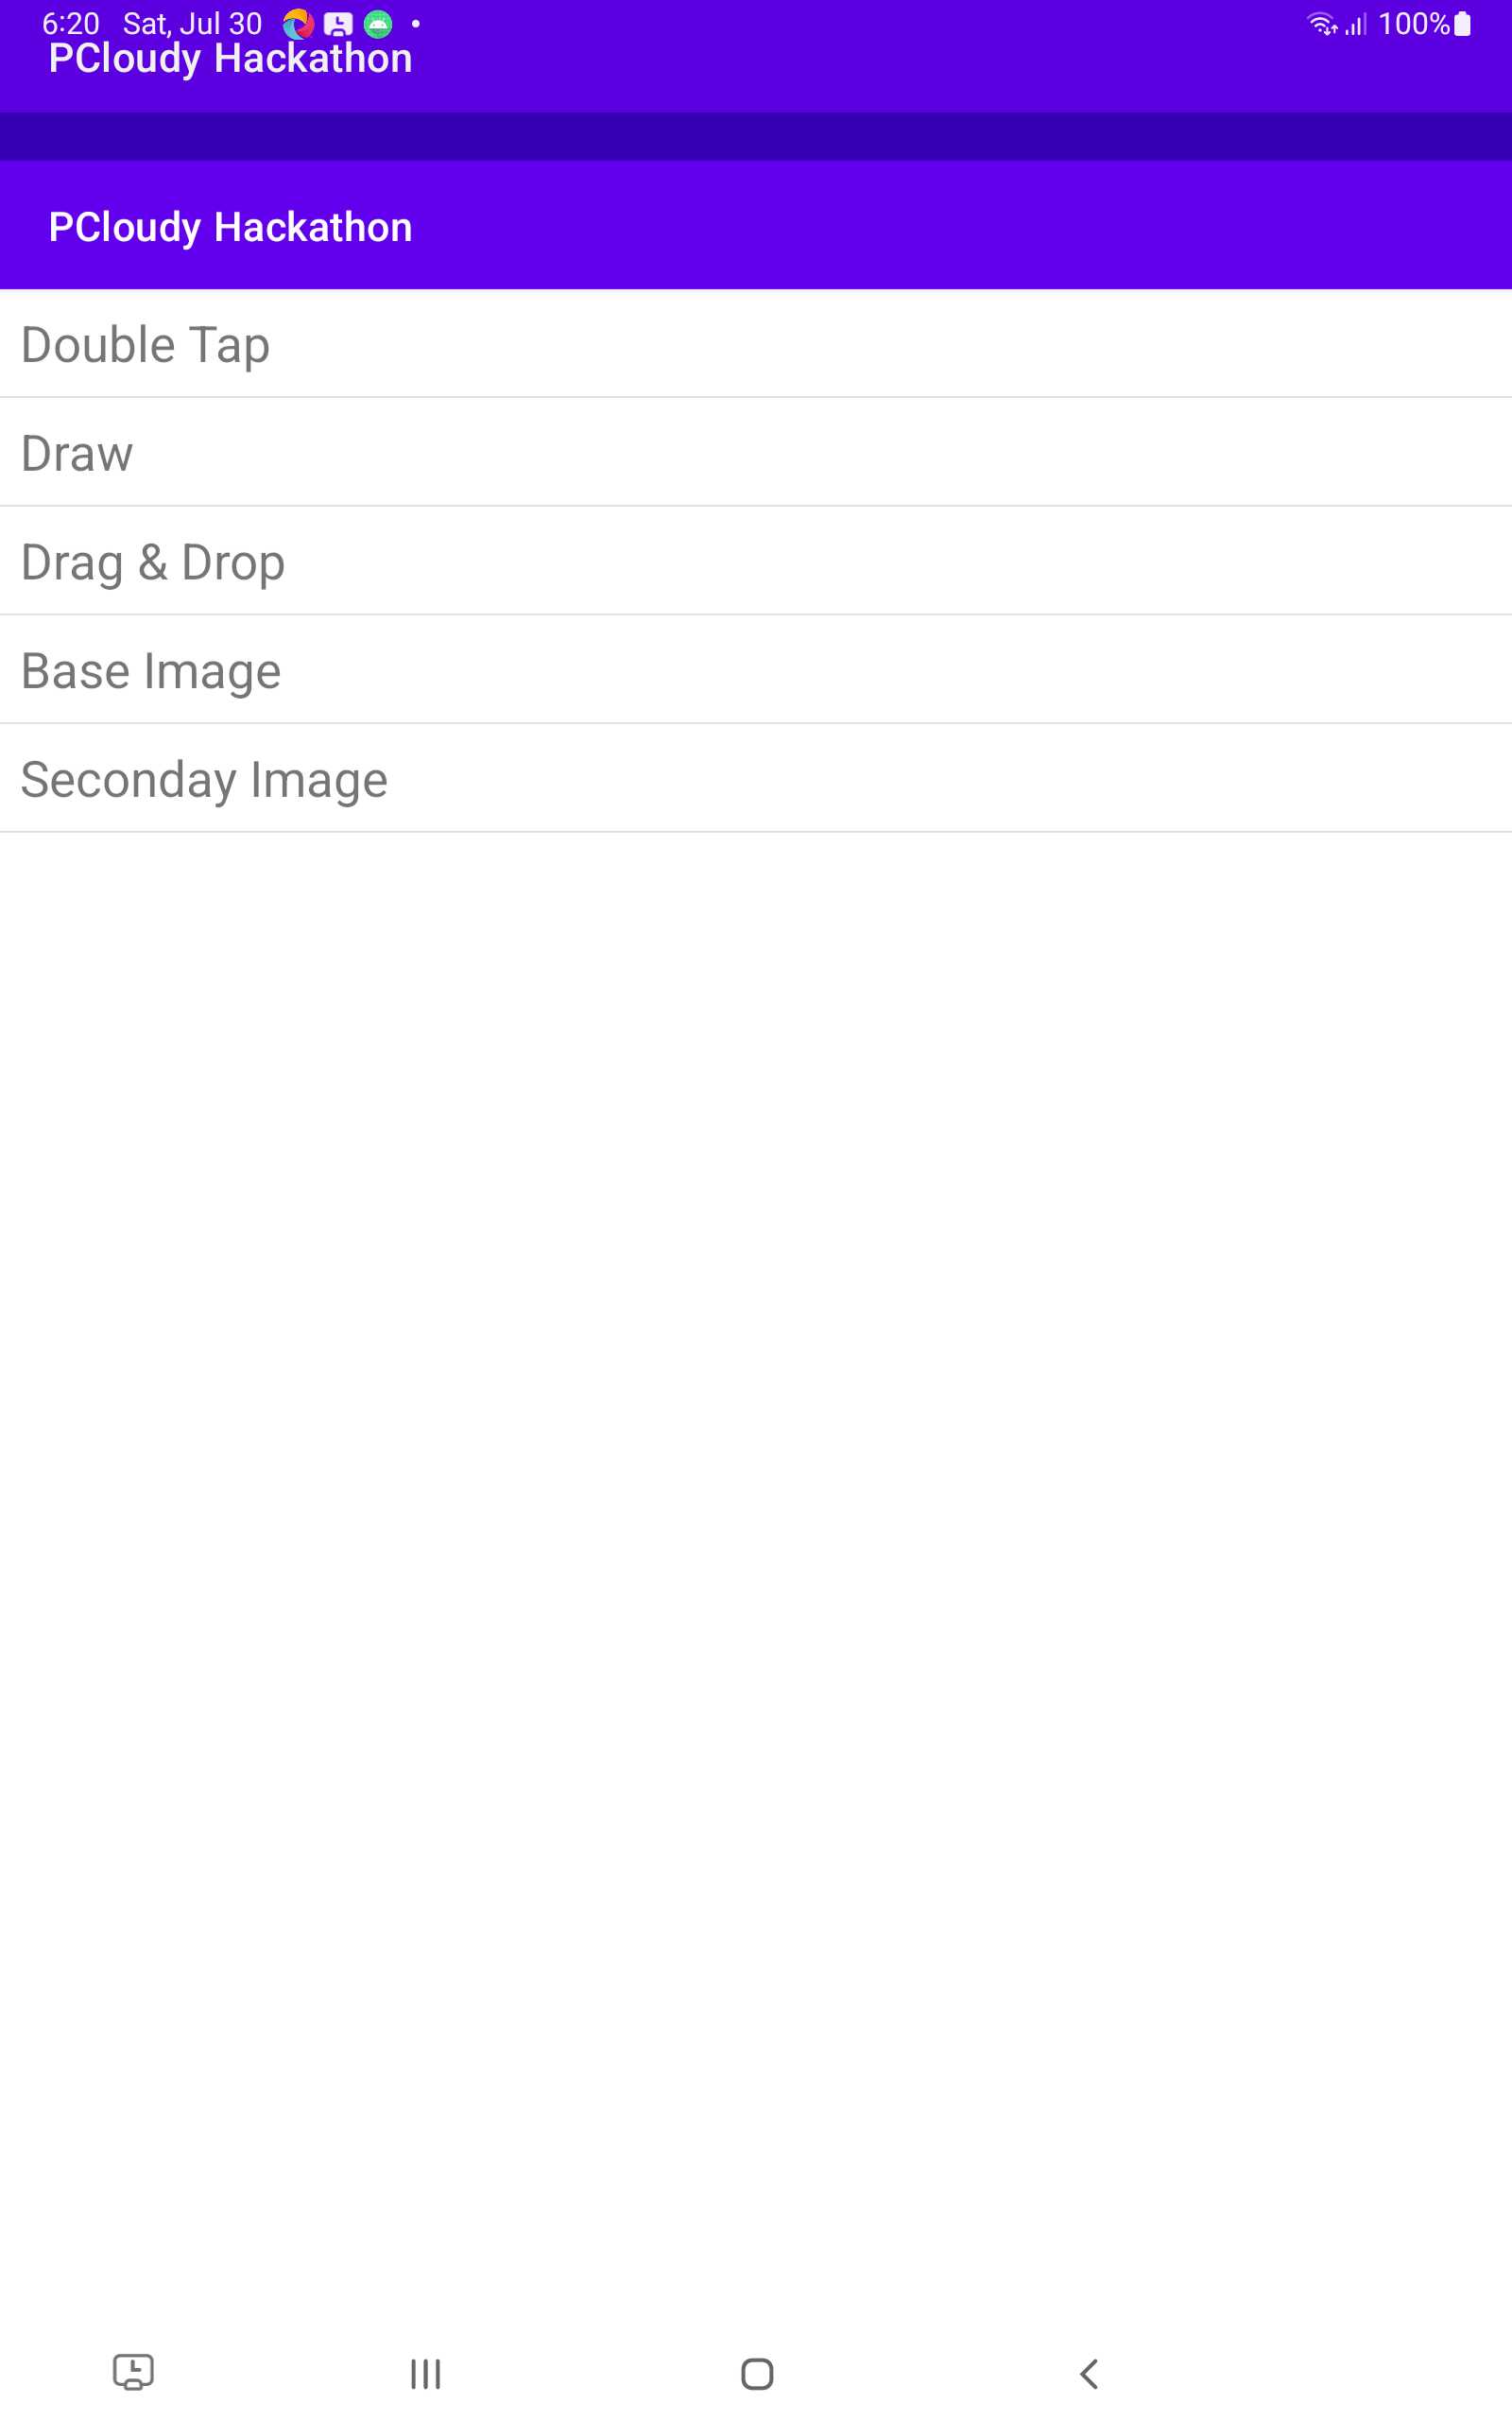 6:20 Sat, Jul 30 100%
PCloudy Hackathon
PCloudy Hackathon
Double Tap
Draw
Drag & Drop
Base Image
Seconday Image